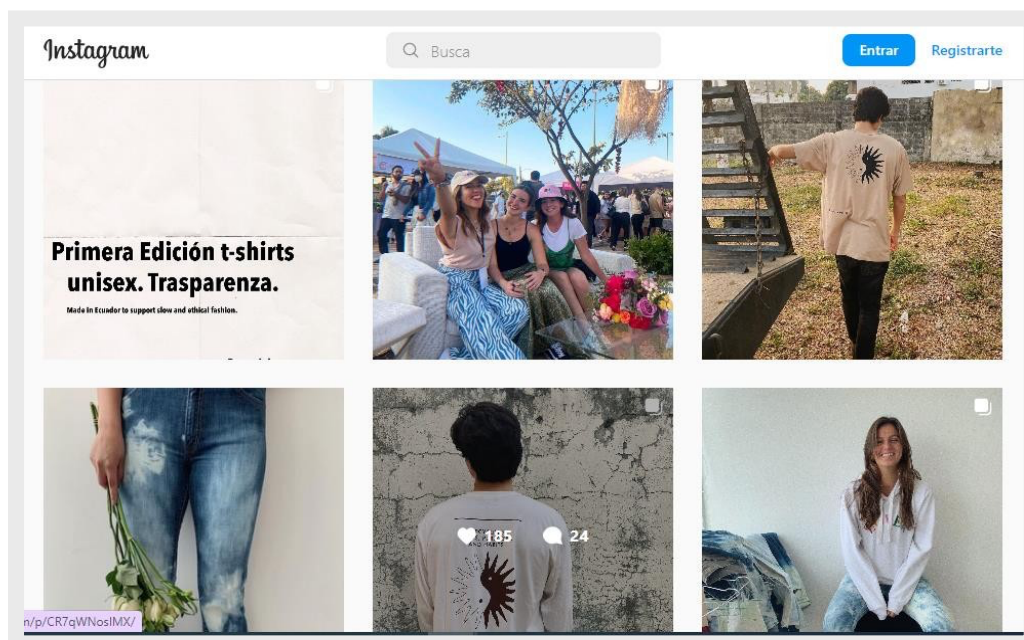 Instagram
Busca
Entrar
Registrarte
Primera Edición t-shirts
unisex. Trasparenza.
Made in Ecuador to support slow and ethical fashion.
185
24
n/p/CR7qWNosIMX/